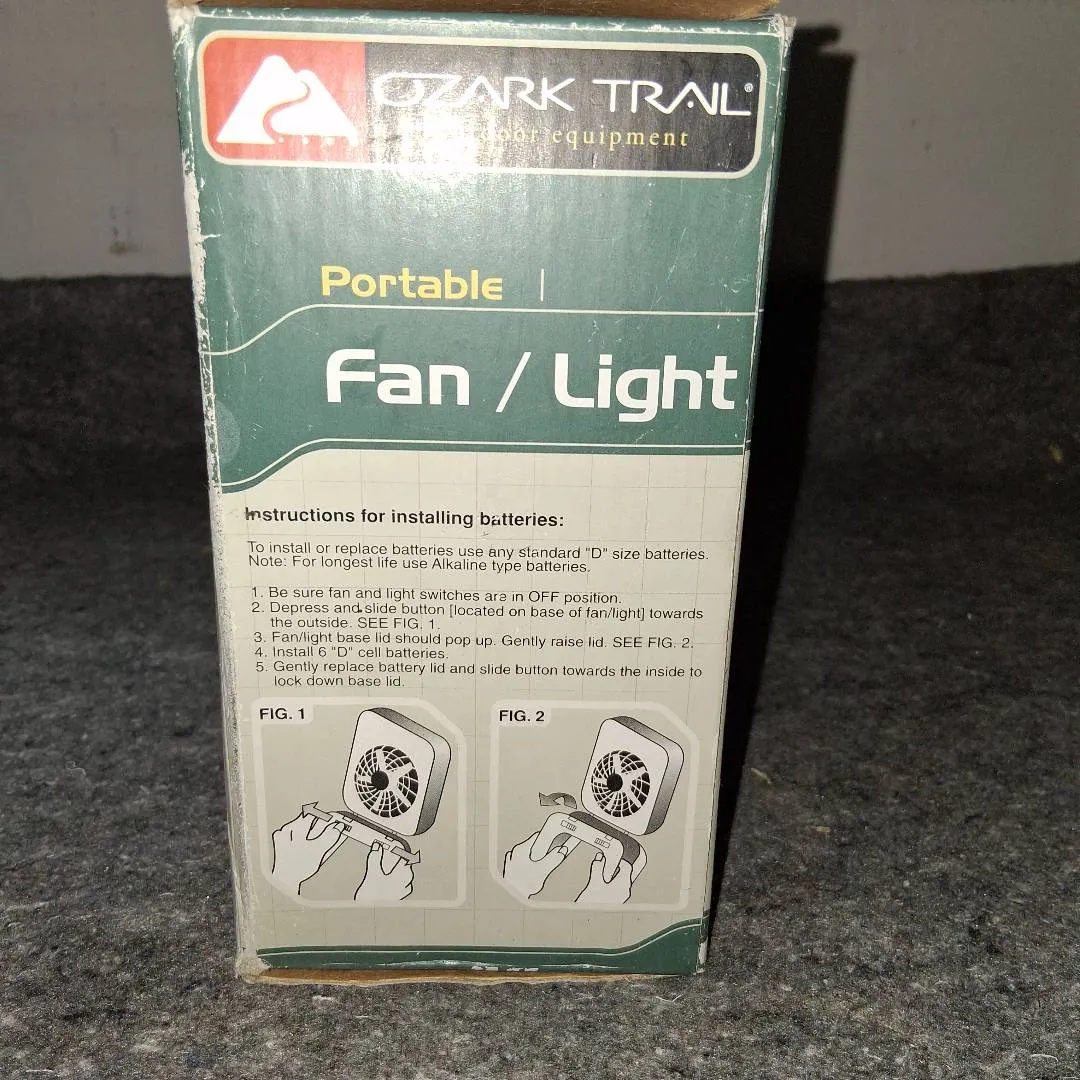 OZARK TRAIL®
equipment
Portable
Fan / Light
Instructions for installing batteries:
To install or replace batteries use any standard "D" size batteries.
Note: For longest life use Alkaline type batteries.
1. Be sure fan and light switches are in OFF position.
2. Depress and slide button [located on base of fan/light] towards
the outside. SEE FIG. 1.
3. Fan/light base lid should pop up. Gently raise lid. SEE FIG. 2.
4. Install 6 "D" cell batteries.
5. Gently replace battery lid and slide button towards the inside to
lock down base lid.
FIG. 1
FIG. 2